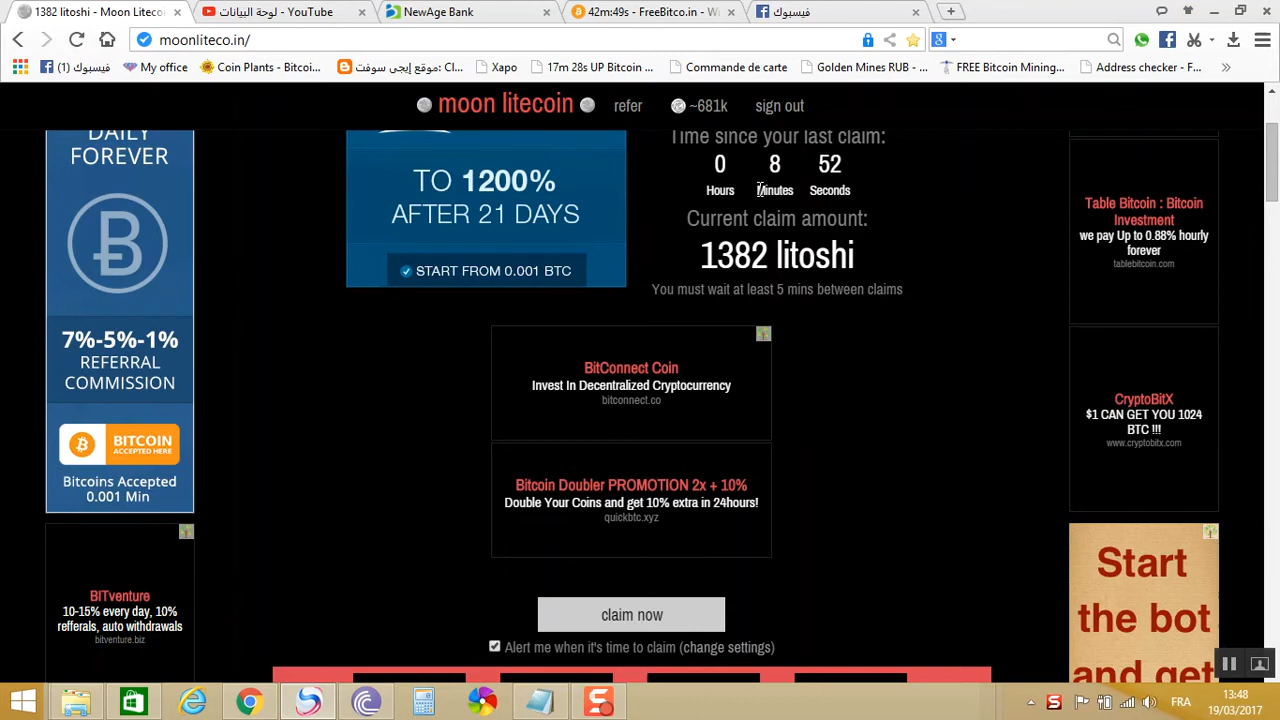 1382 litoshi - Moon Liteco
لوحة البيانات - YouTube
NewAge Bank
42m:49s - FreeBitco.in - W
فيسبوك
moonliteco.in/
(1) فيسبوك
My office
Coin Plants - Bitcoi...
موقع إيجى سوفت: Cl...
Xapo
17m 28s UP Bitcoin ...
Commande de carte
Golden Mines RUB - ...
FREE Bitcoin Mining...
Address checker - F...
moon litecoin
refer
~681k
sign out
DAILY
FOREVER
7%-5%-1%
REFERRAL
COMMISSION
BITCOIN
ACCEPTED HERE
Bitcoins Accepted
0.001 Min
BITventure
10-15% every day, 10%
refferals, auto withdrawals
bitventure.biz
TO 1200%
AFTER 21 DAYS
START FROM 0.001 BTC
Time since your last claim:
0 8 52
Hours Minutes Seconds
Current claim amount:
1382 litoshi
You must wait at least 5 mins between claims
BitConnect Coin
Invest In Decentralized Cryptocurrency
bitconnect.co
Bitcoin Doubler PROMOTION 2x + 10%
Double Your Coins and get 10% extra in 24hours!
quickbtc.xyz
claim now
Alert me when it's time to claim (change settings)
Table Bitcoin : Bitcoin
Investment
we pay Up to 0.88% hourly
forever
tablebitcoin.com
CryptoBitX
$1 CAN GET YOU 1024
BTC !!!
www.cryptobitx.com
Start
the bot
and get
FRA
13:48
19/03/2017